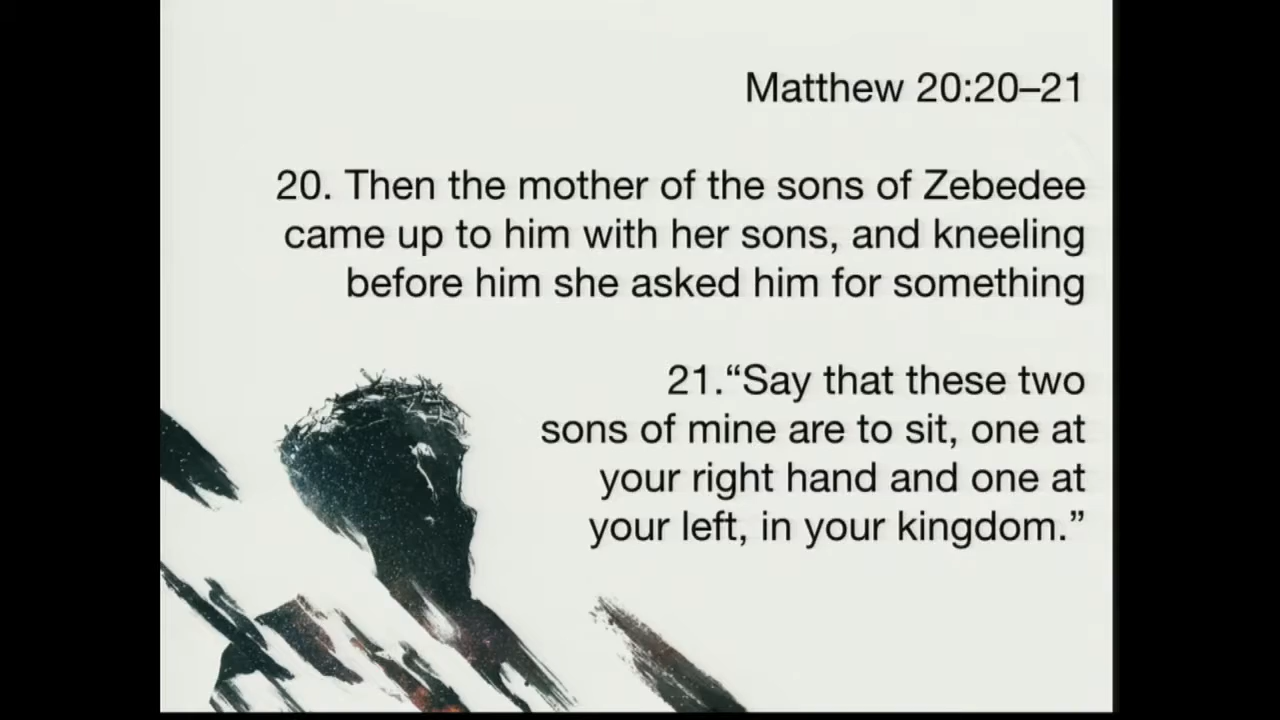 Matthew 20:20–21
20. Then the mother of the sons of Zebedee
came up to him with her sons, and kneeling
before him she asked him for something
21.“Say that these two
sons of mine are to sit, one at
your right hand and one at
your left, in your kingdom.”